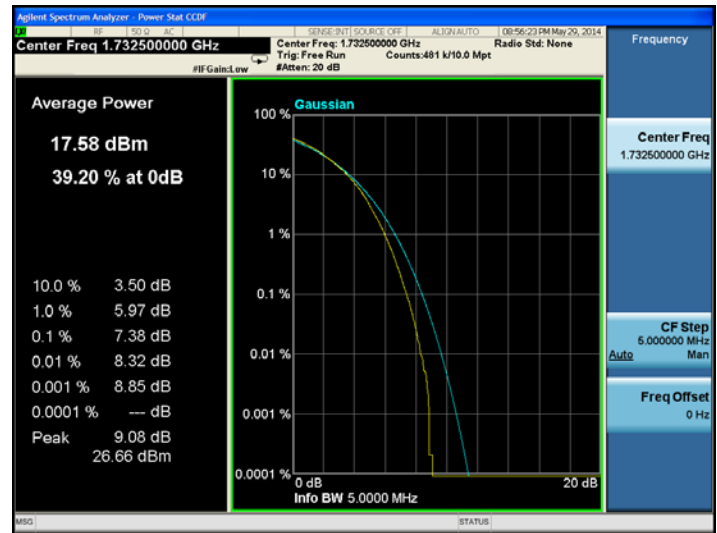 Agilent Spectrum Analyzer - Power Stat CCDF
RF 50 Ω AC SENSE:INT SOURCE OFF ALIGN AUTO 08:56:23 PM May 29, 2014
Center Freq 1.732500000 GHz
Center Freq: 1.732500000 GHz Radio Std: None
Trig: Free Run Counts:481 k/10.0 Mpt
#IFGain:Low #Atten: 20 dB
Frequency
Average Power
17.58 dBm
39.20 % at 0dB
10.0 % 3.50 dB
1.0 % 5.97 dB
0.1 % 7.38 dB
0.01 % 8.32 dB
0.001 % 8.85 dB
0.0001 % --- dB
Peak 9.08 dB
26.66 dBm
Gaussian
100 %
10 %
1 %
0.1 %
0.01 %
0.001 %
0.0001 %
0 dB 20 dB
Info BW 5.0000 MHz
Center Freq
1.732500000 GHz
CF Step
5.000000 MHz
Auto Man
Freq Offset
0 Hz
MSG STATUS